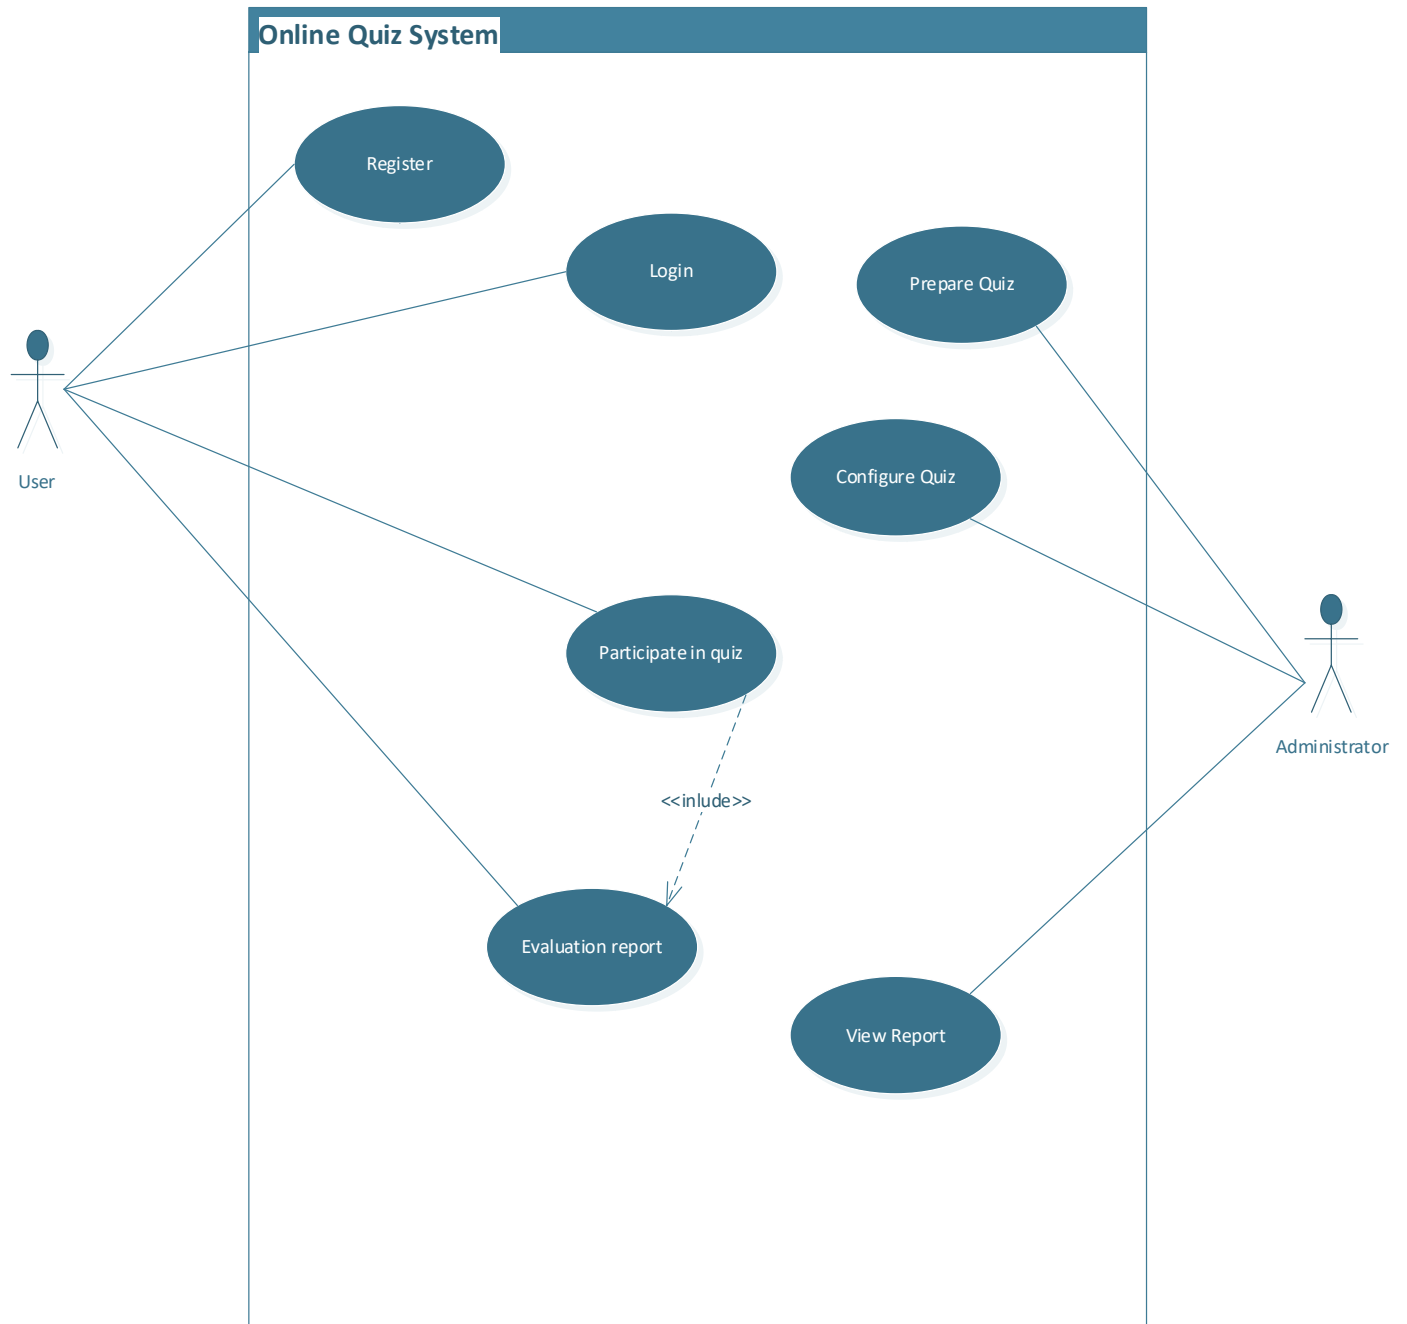 Online Quiz System
Register
Login
Prepare Quiz
User
Configure Quiz
Participate in quiz
Administrator
<<inlude>>
Evaluation report
View Report